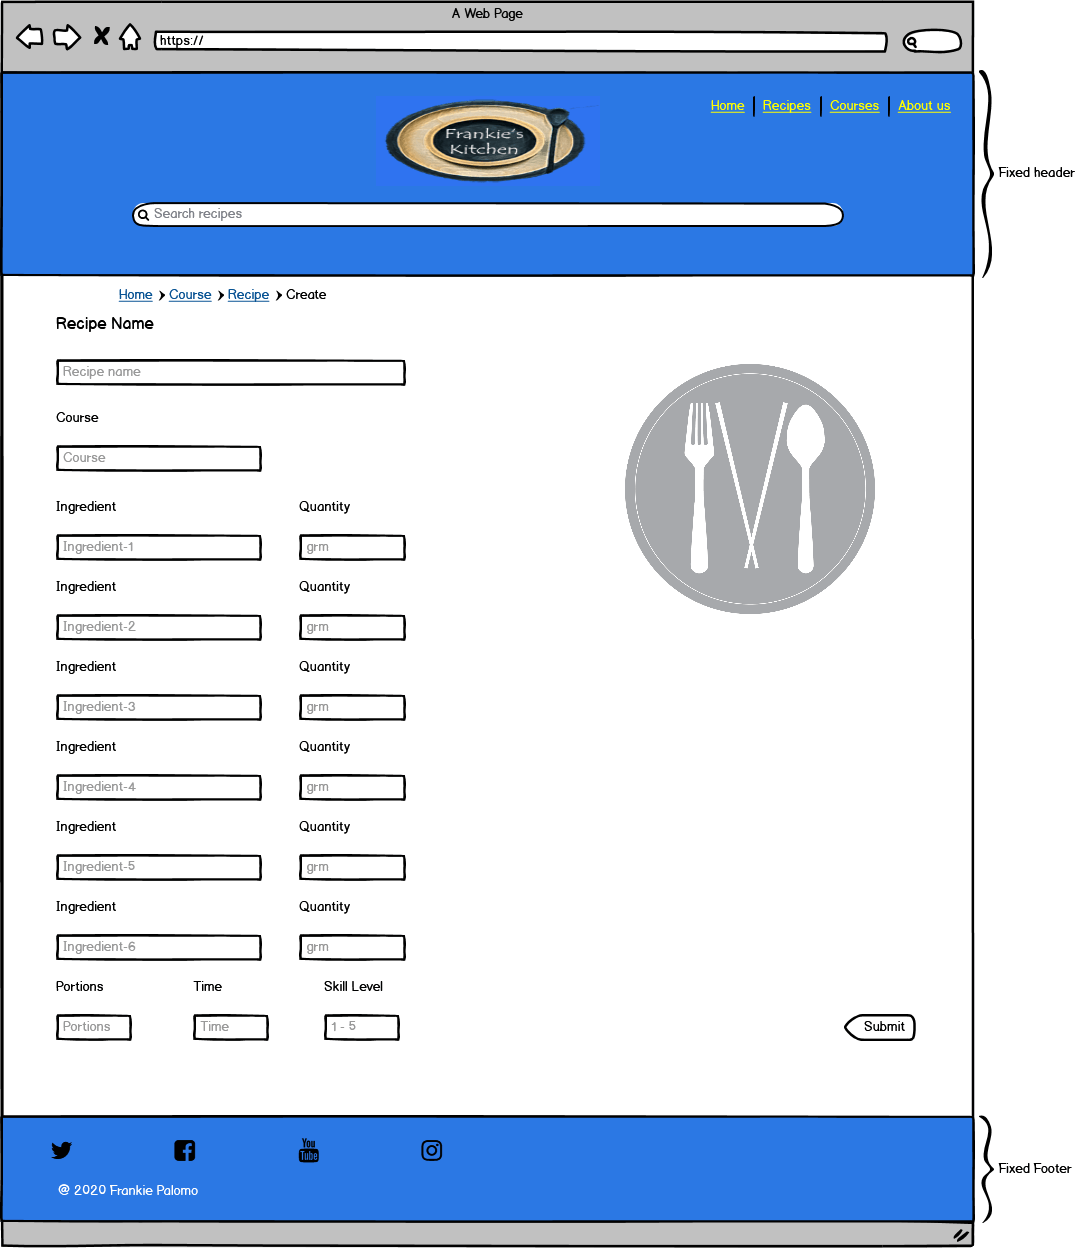 A Web Page
https://
Home Recipes Courses About us
Frankie's
Kitchen
Fixed header
Search recipes
Home Course Recipe Create
Recipe Name
Recipe name
Course
Course
Ingredient Quantity
Ingredient-1 grm
Ingredient Quantity
Ingredient-2 grm
Ingredient Quantity
Ingredient-3 grm
Ingredient Quantity
Ingredient-4 grm
Ingredient Quantity
Ingredient-5 grm
Ingredient Quantity
Ingredient-6 grm
Portions Time Skill Level
Portions Time 1 - 5 Submit
You
Tube
Fixed Footer
@ 2020 Frankie Palomo